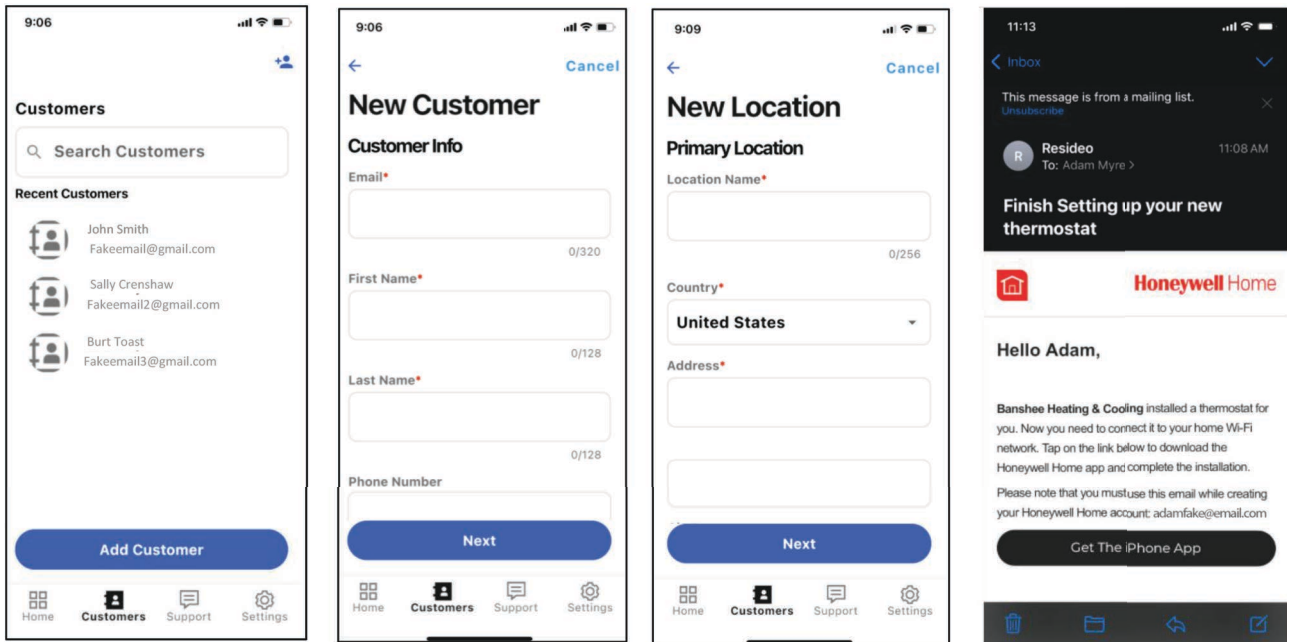 9:06
Customers
Search Customers
Recent Customers
John Smith
Fakeemail@gmail.com
Sally Crenshaw
Fakeemail2@gmail.com
Burt Toast
Fakeemail3@gmail.com
Add Customer
Home
Customers
Support
Settings
9:06
Cancel
New Customer
Customer Info
Email*
0/320
First Name*
0/128
Last Name*
0/128
Phone Number
Next
Home
Customers
Support
Settings
9:09
Cancel
New Location
Primary Location
Location Name*
0/256
Country*
United States
Address*
Next
Home
Customers
Support
Settings
11:13
Inbox
This message is from a mailing list.
Unsubscribe
R
Resideo
11:08 AM
To: Adam Myre >
Finish Setting up your new
thermostat
Honeywell Home
Hello Adam,
Banshee Heating & Cooling installed a thermostat for
you. Now you need to connect it to your home Wi-Fi
network. Tap on the link below to download the
Honeywell Home app and complete the installation.
Please note that you must use this email while creating
your Honeywell Home account: adamfake@email.com
Get The iPhone App